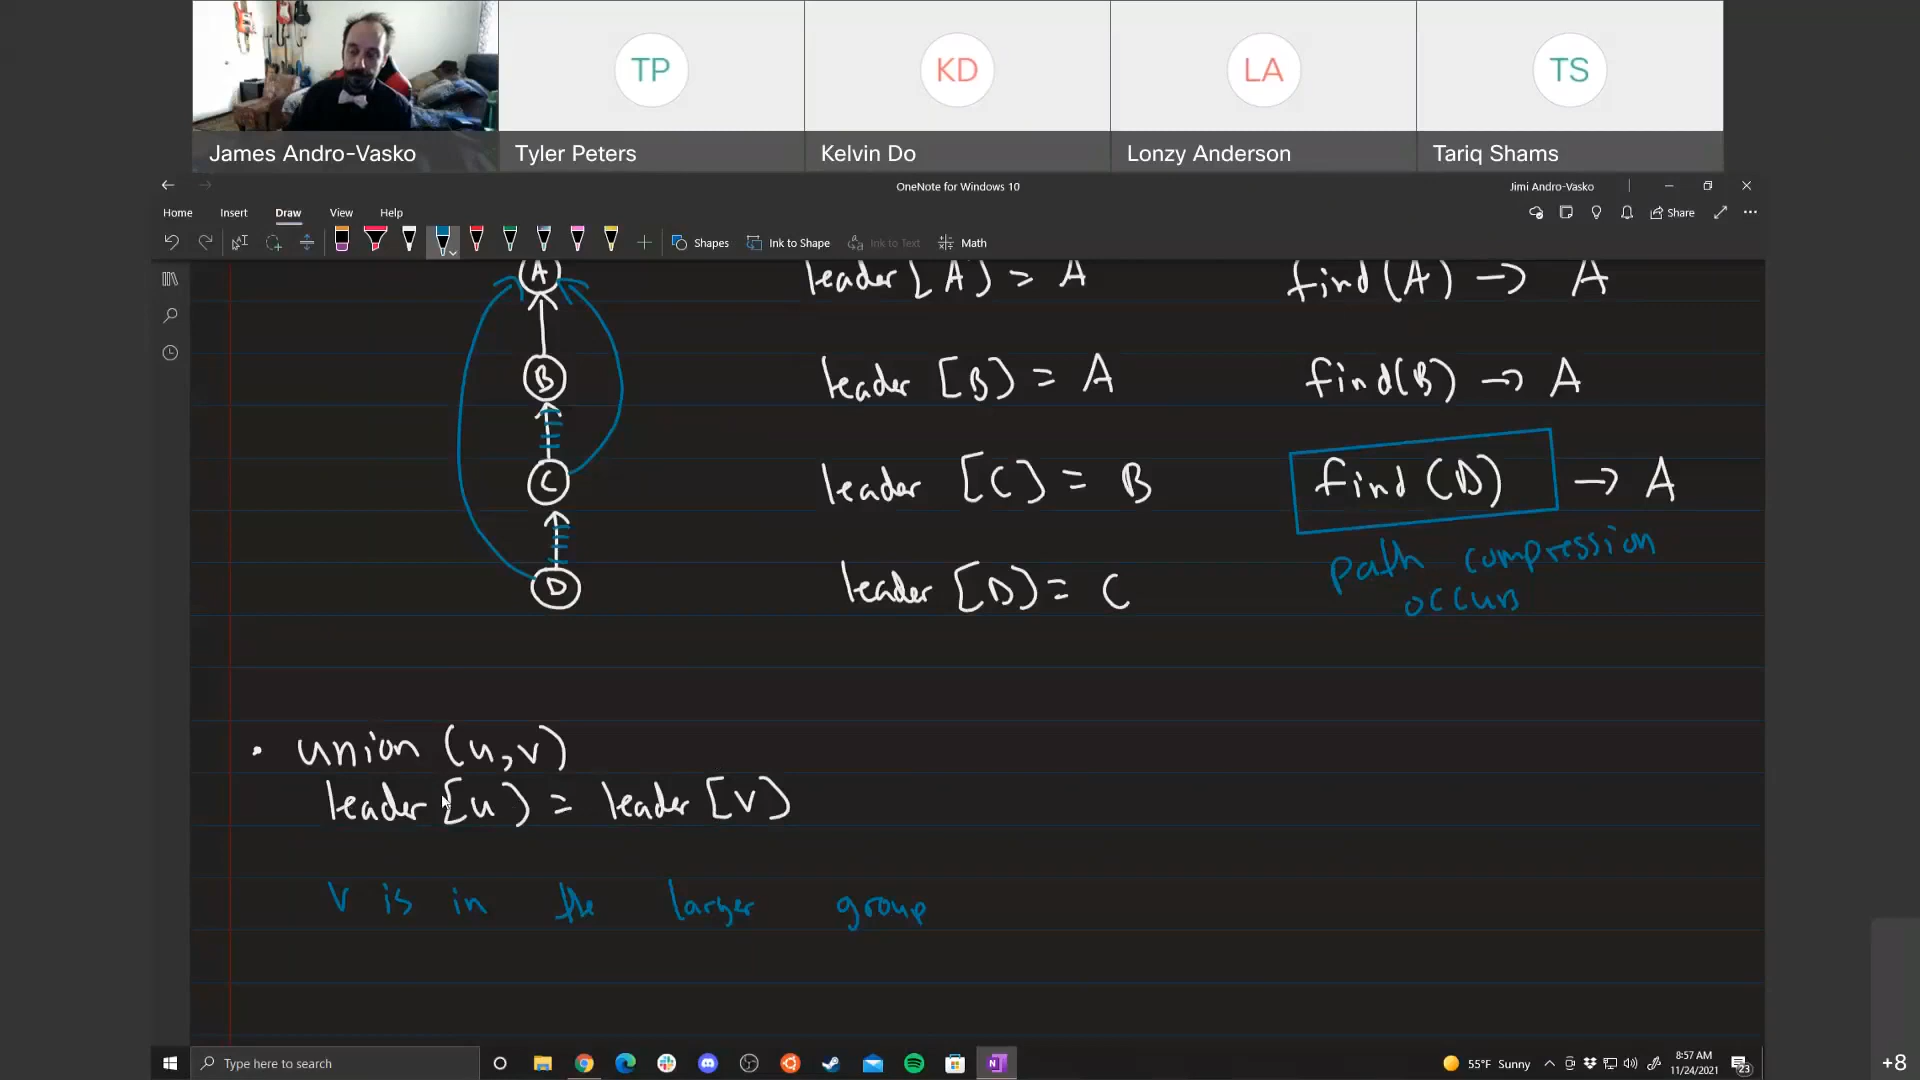 TP
KD
LA
TS
James Andro-Vasko
Tyler Peters
Kelvin Do
Lonzy Anderson
Tariq Shams
OneNote for Windows 10
Jimi Andro-Vasko
Home Insert Draw View Help
Share
Shapes Ink to Shape Ink to Text Math
A leader [A] = A find(A) → A
B leader [B] = A find(B) → A
C leader [C] = B find(D) → A
path compression
occurs
D leader [D] = C
• union (u,v)
leader [u] = leader [v]
v is in the larger group
Type here to search
55°F Sunny
8:57 AM
11/24/2021
23
+8